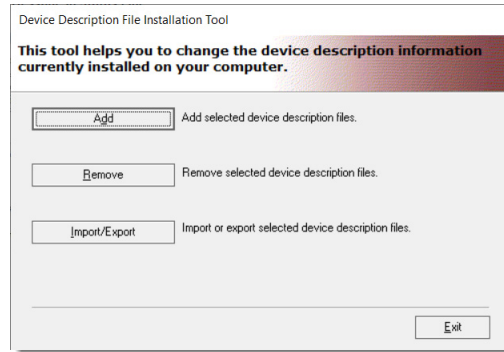 Device Description File Installation Tool
This tool helps you to change the device description information
currently installed on your computer.
Add
Add selected device description files.
Remove
Remove selected device description files.
Import/Export
Import or export selected device description files.
Exit